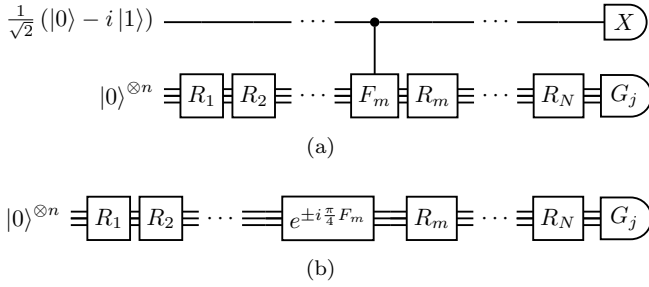 1/√2 (|0⟩ − i |1⟩) ⋯ ⋯ X
|0⟩^{⊗n} R_1 R_2 ⋯ F_m R_m ⋯ R_N G_j
(a)
|0⟩^{⊗n} R_1 R_2 ⋯ e^{±i π/4 F_m} R_m ⋯ R_N G_j
(b)